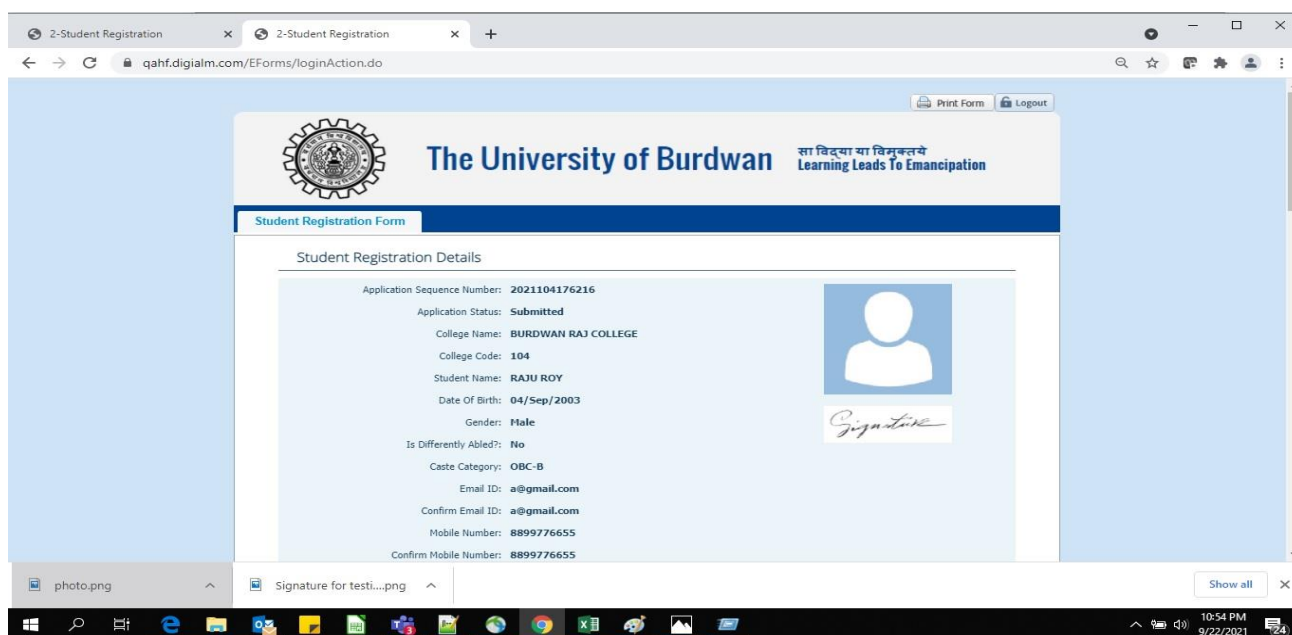 2-Student Registration
2-Student Registration
qahf.digialm.com/EForms/loginAction.do
Print Form Logout
The University of Burdwan
सा विद्या या विमुक्तये
Learning Leads To Emancipation
Student Registration Form
Student Registration Details
Application Sequence Number: 2021104176216
Application Status: Submitted
College Name: BURDWAN RAJ COLLEGE
College Code: 104
Student Name: RAJU ROY
Date Of Birth: 04/Sep/2003
Gender: Male
Is Differently Abled?: No
Caste Category: OBC-B
Email ID: a@gmail.com
Confirm Email ID: a@gmail.com
Mobile Number: 8899776655
Confirm Mobile Number: 8899776655
Signature
photo.png
Signature for testi....png
Show all
10:54 PM
9/22/2021
24